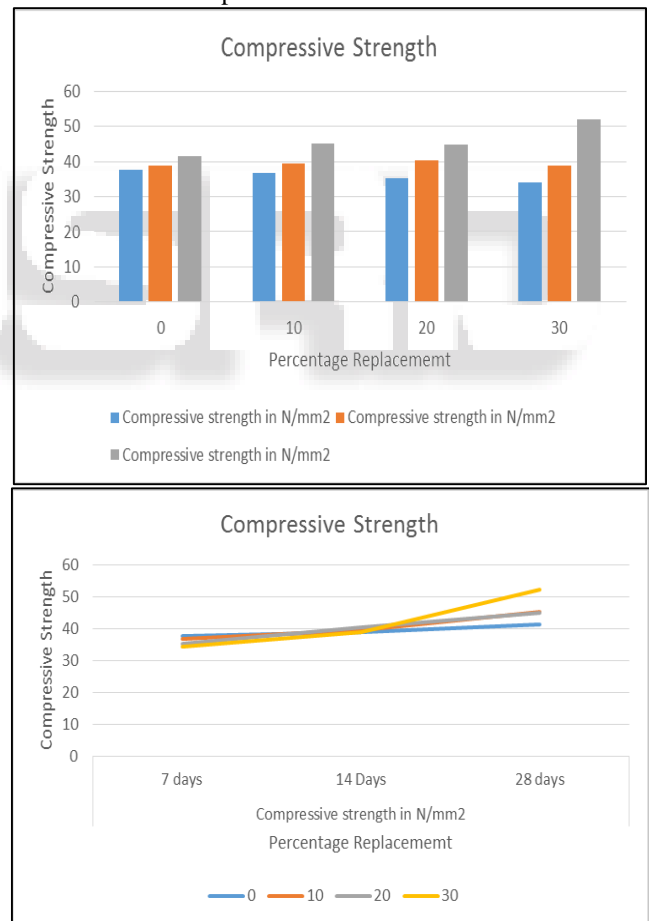 Compressive Strength
Compressive Strength
60
50
40
30
20
10
0
0 10 20 30
Percentage Replacememt
Compressive strength in N/mm2 Compressive strength in N/mm2
Compressive strength in N/mm2
Compressive Strength
Compressive Strength
60
50
40
30
20
10
0
7 days 14 Days 28 days
Compressive strength in N/mm2
Percentage Replacememt
0 10 20 30